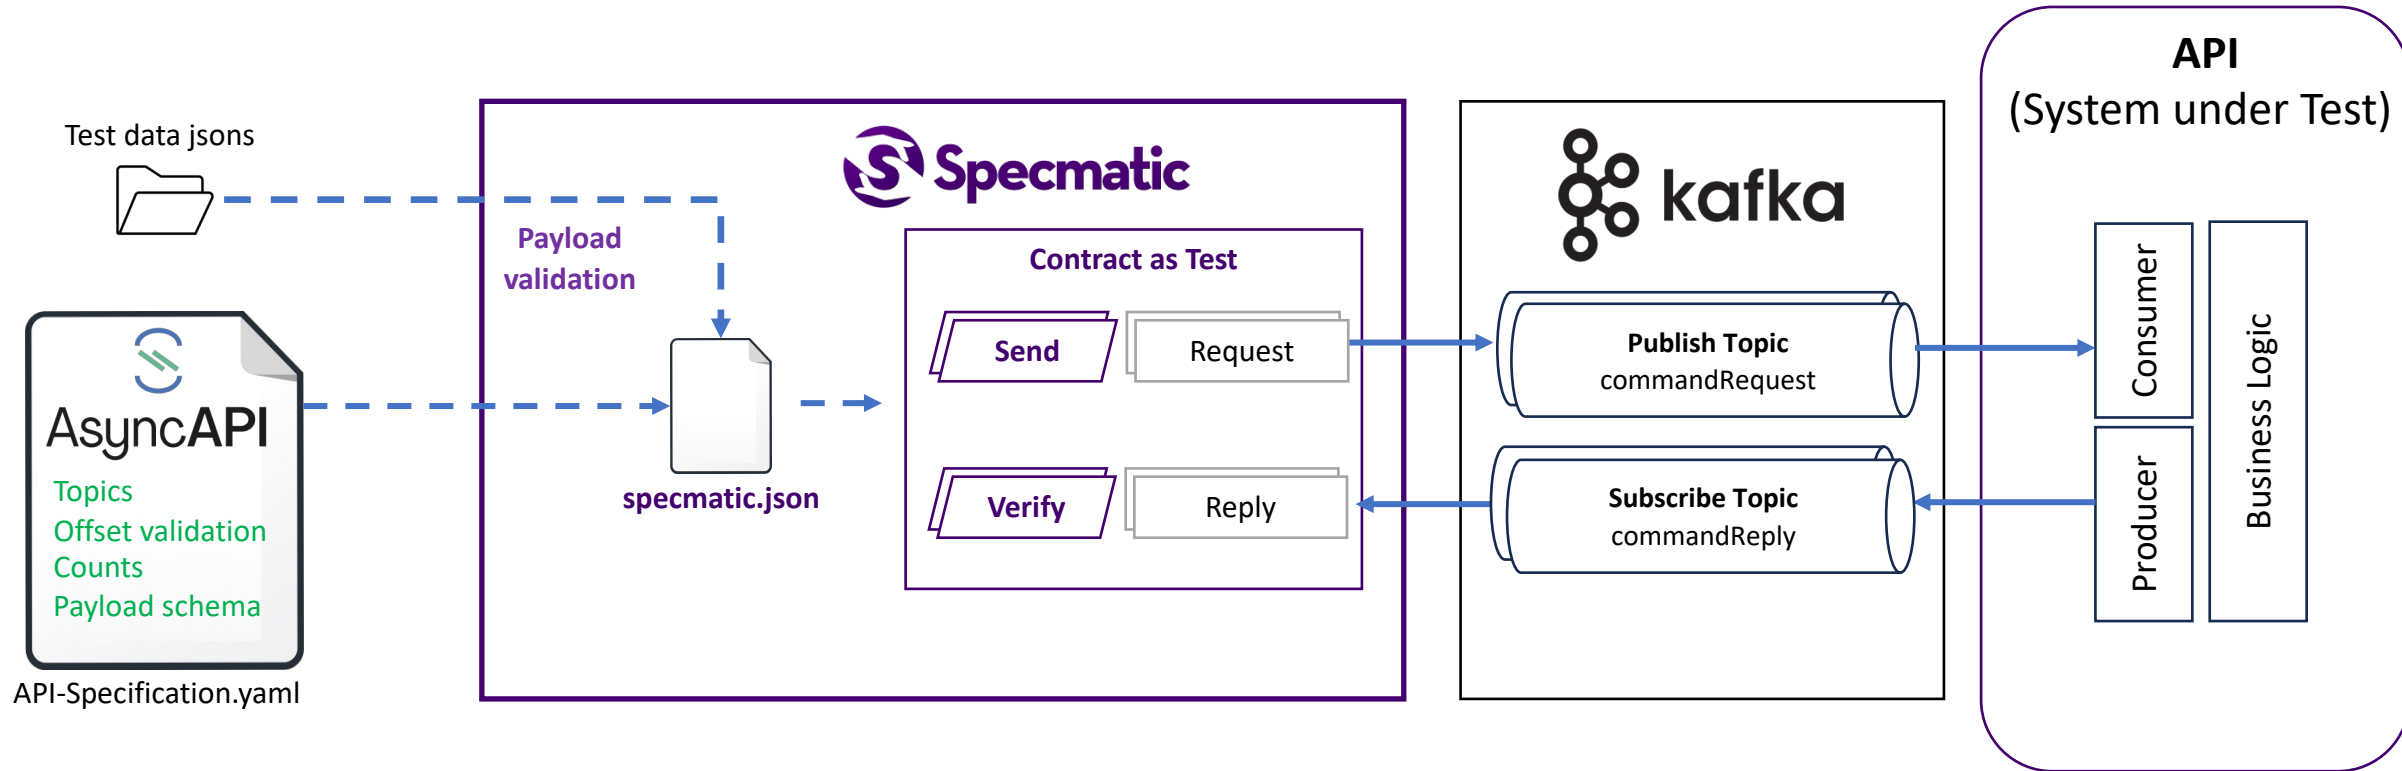 Test data jsons
AsyncAPI
Topics
Offset validation
Counts
Payload schema
API-Specification.yaml
Payload
validation
specmatic.json
Specmatic
Contract as Test
Send
Request
Verify
Reply
kafka
Publish Topic
commandRequest
Subscribe Topic
commandReply
API
(System under Test)
Consumer
Producer
Business Logic